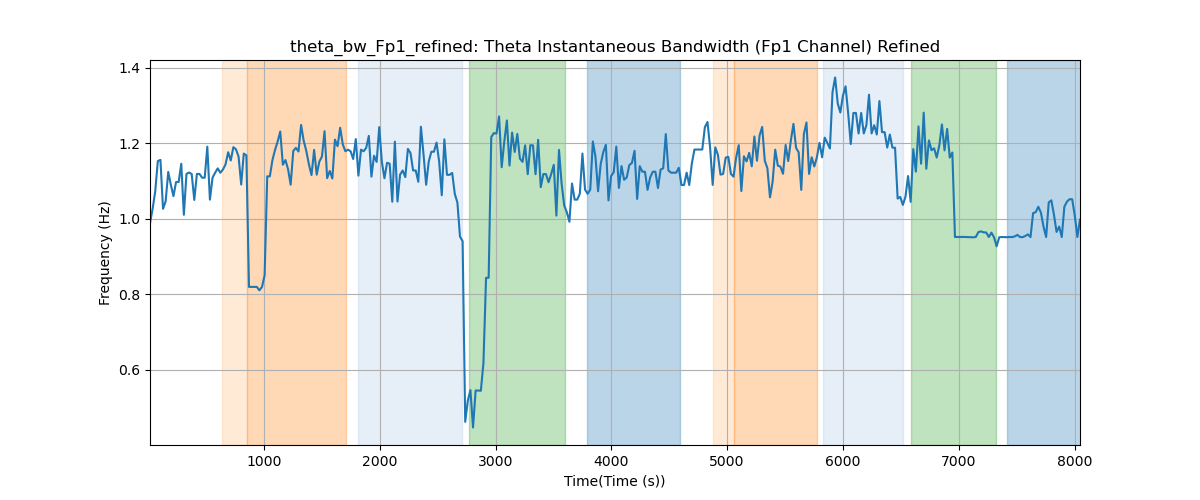 theta_bw_Fp1_refined: Theta Instantaneous Bandwidth (Fp1 Channel) Refined
1.4
1.2
1.0
0.8
0.6
Frequency (Hz)
1000 2000 3000 4000 5000 6000 7000 8000
Time(Time (s))